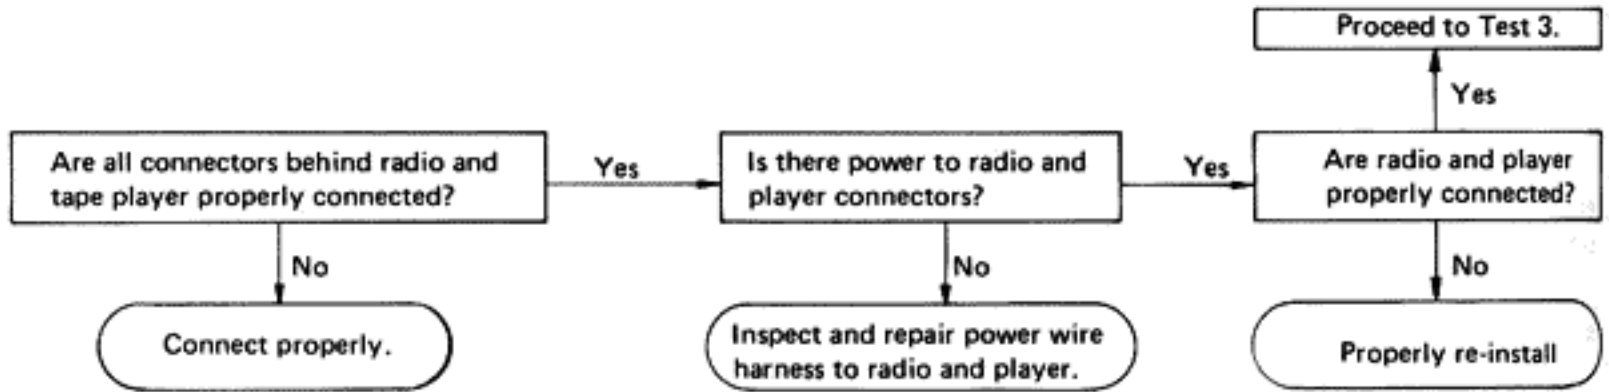 Proceed to Test 3.
Yes
Are all connectors behind radio and
tape player properly connected?
Yes
Is there power to radio and
player connectors?
Yes
Are radio and player
properly connected?
No
No
No
Connect properly.
Inspect and repair power wire
harness to radio and player.
Properly re-install